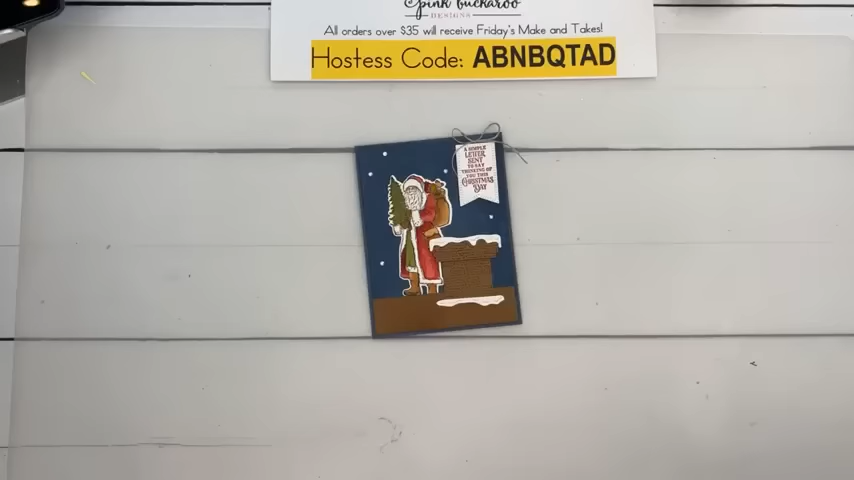 pink buckaroo
DESIGNS
All orders over $35 will receive Friday's Make and Takes!
Hostess Code: ABNBQTAD
A SIMPLE
LETTER
SENT
TO SAY
THINKING OF
YOU THIS
CHRISTMAS
DAY